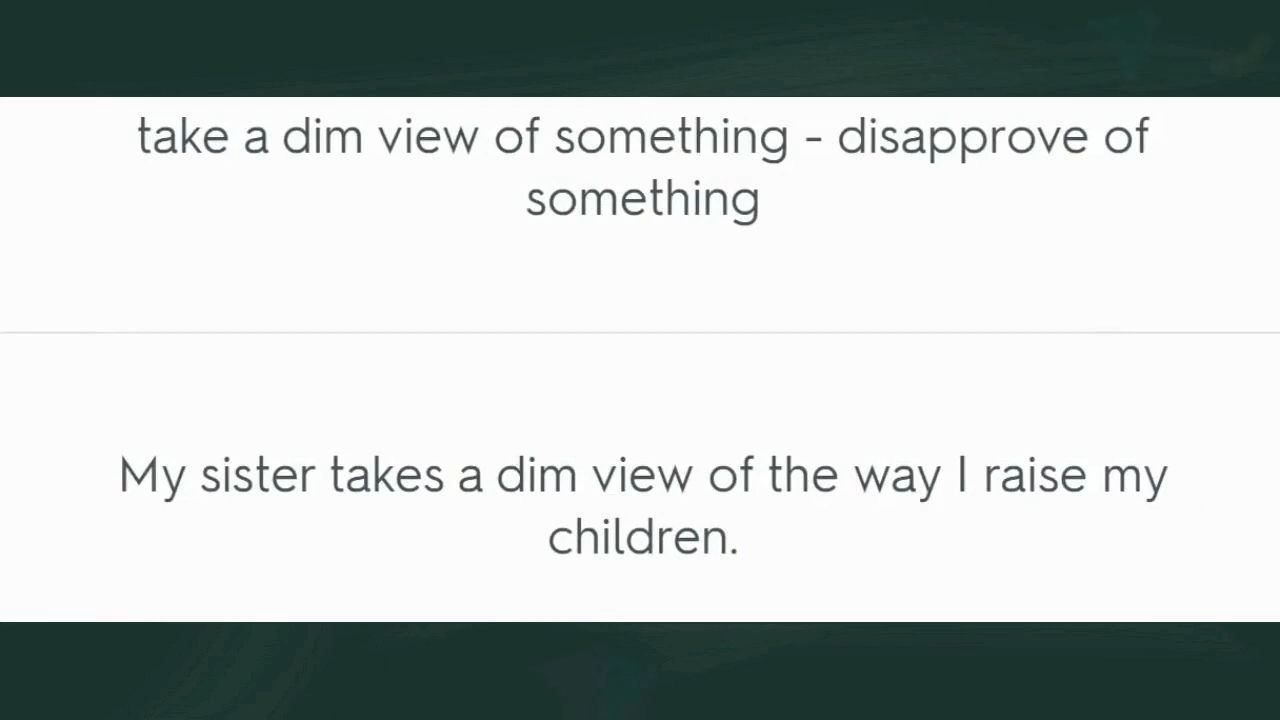 take a dim view of something - disapprove of
something
My sister takes a dim view of the way I raise my
children.